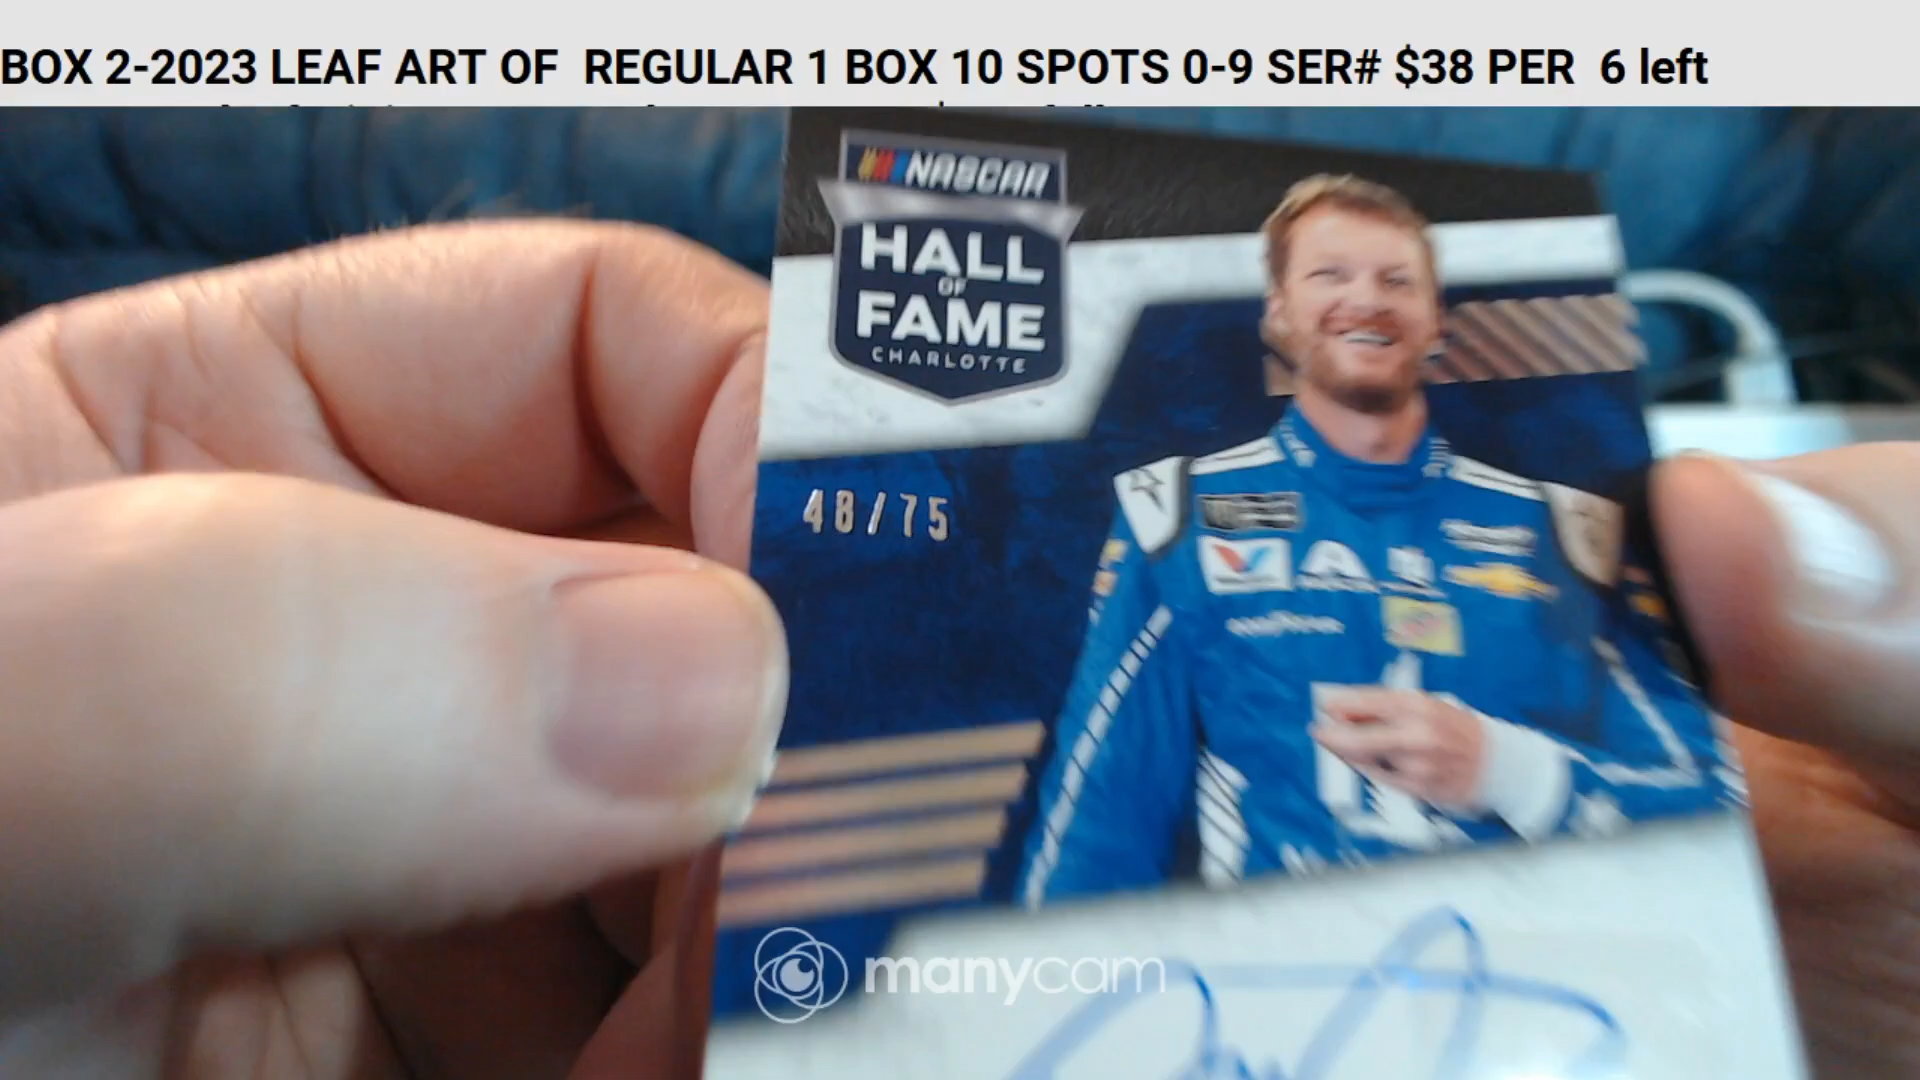 BOX 2-2023 LEAF ART OF  REGULAR 1 BOX 10 SPOTS 0-9 SER# $38 PER  6 left
NASCAR
HALL
OF
FAME
CHARLOTTE
48/75
manycam